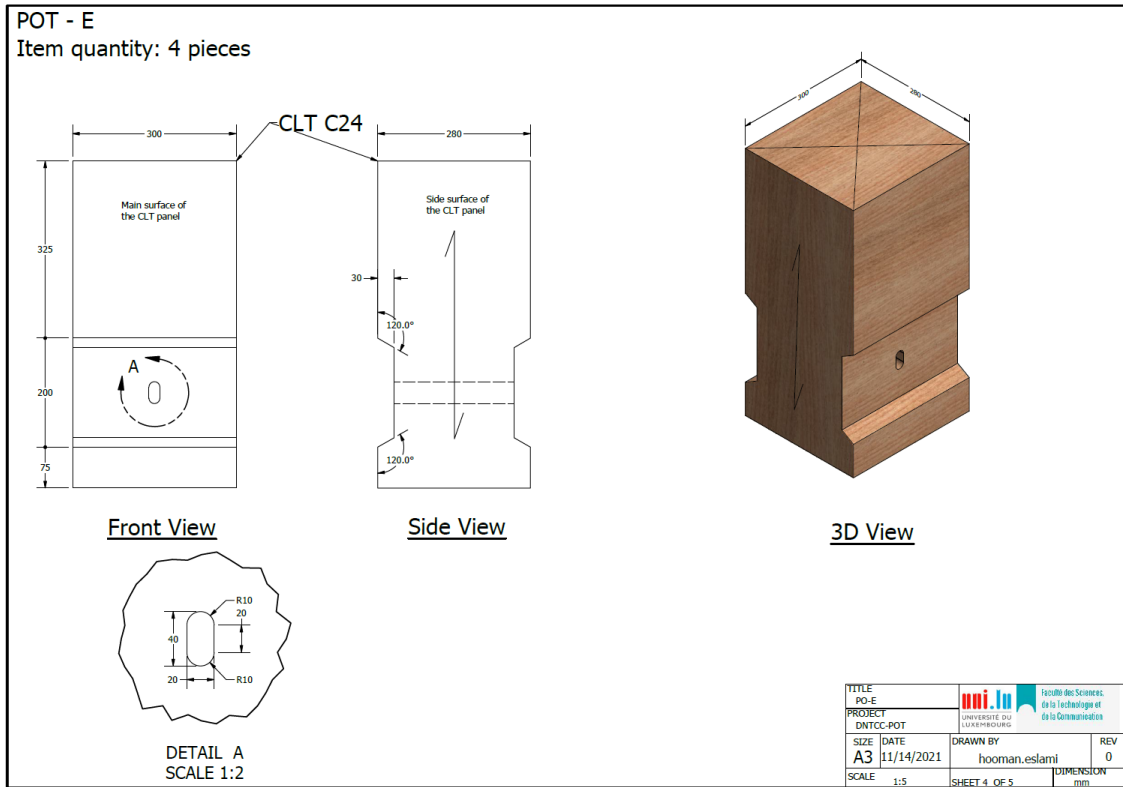 POT - E
Item quantity: 4 pieces
300
CLT C24
280
300
280
Main surface of
the CLT panel
Side surface of
the CLT panel
325
30
120.0°
A
200
120.0°
75
Front View
Side View
3D View
R10
20
40
20
R10
DETAIL A
SCALE 1:2
TITLE
PO-E
PROJECT
DNTCC-POT
uni.lu
UNIVERSITÉ DU
LUXEMBOURG
Faculté des Sciences,
de la Technologie et
de la Communication
SIZE
A3
DATE
11/14/2021
DRAWN BY
hooman.eslami
REV
0
SCALE
1:5
SHEET 4 OF 5
DIMENSION
mm